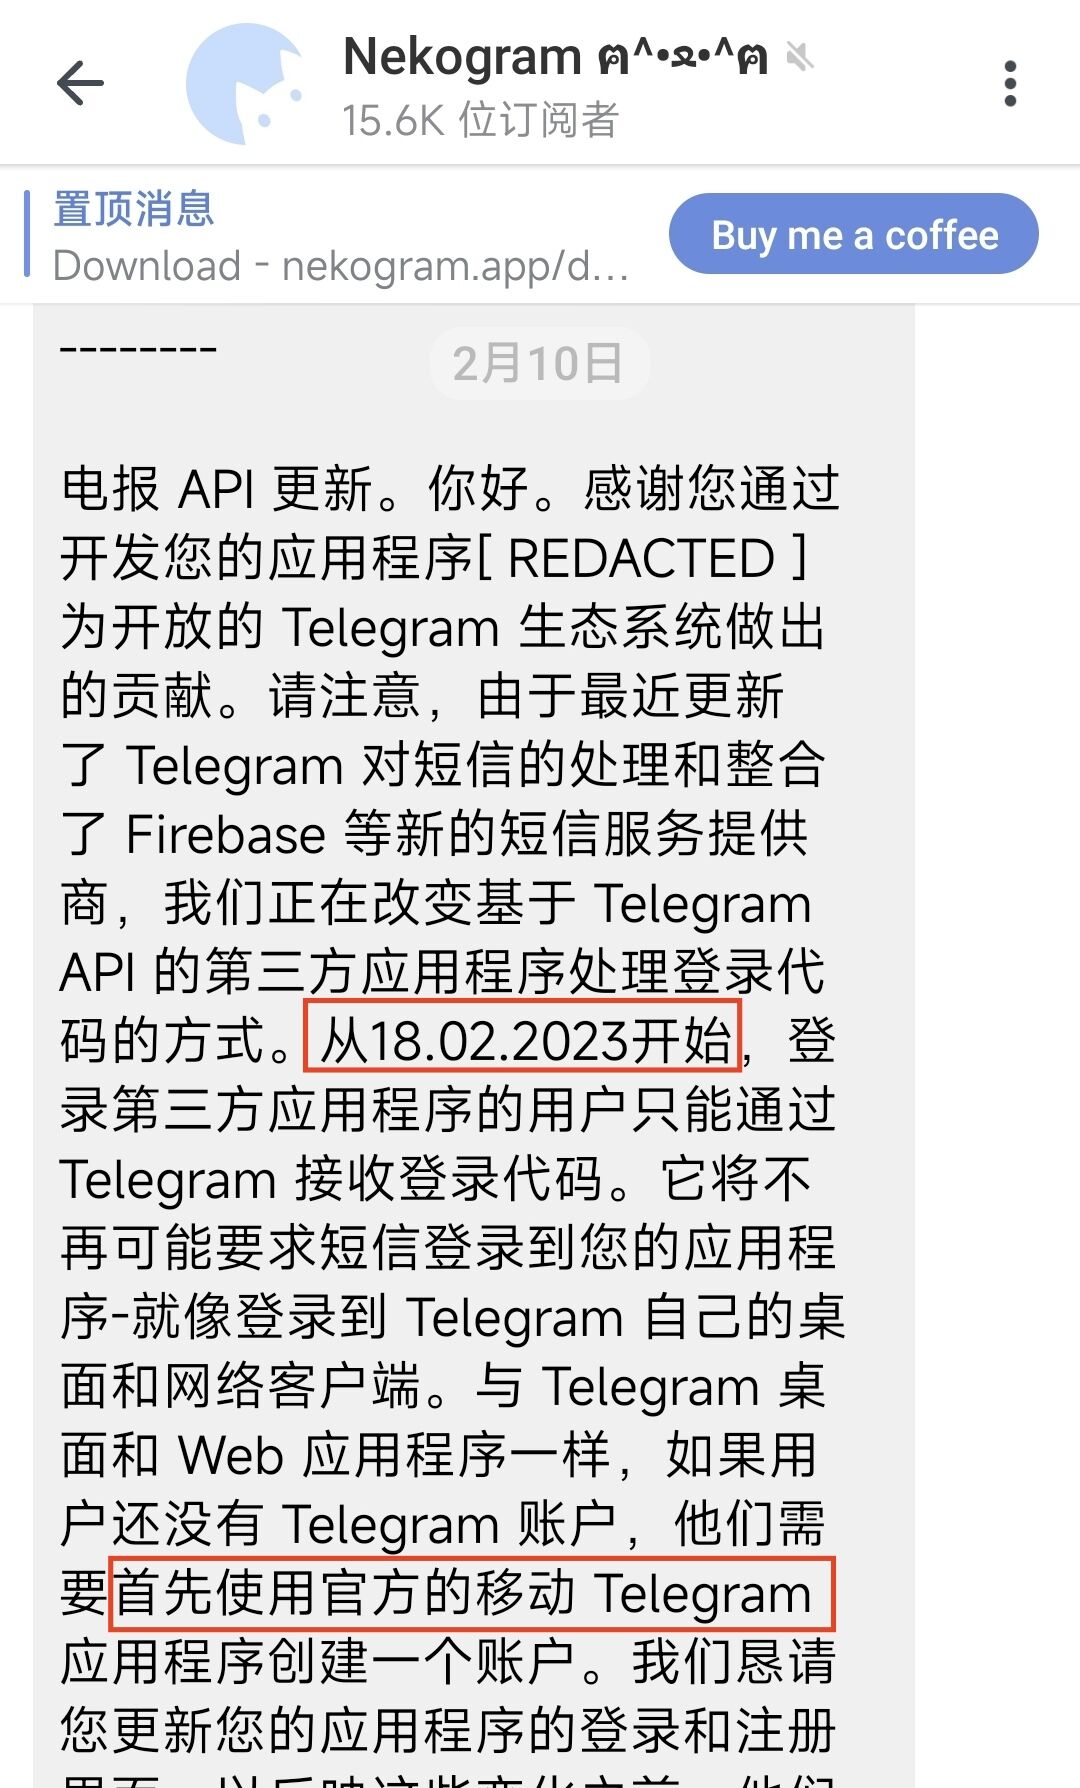 Nekogram ฅ^•ﻌ•^ฅ
15.6K 位订阅者
置顶消息
Download - nekogram.app/d...
Buy me a coffee
--------
2月10日
电报 API 更新。你好。感谢您通过
开发您的应用程序[ REDACTED ]
为开放的 Telegram 生态系统做出
的贡献。请注意，由于最近更新
了 Telegram 对短信的处理和整合
了 Firebase 等新的短信服务提供
商，我们正在改变基于 Telegram
API 的第三方应用程序处理登录代
码的方式。从18.02.2023开始，登
录第三方应用程序的用户只能通过
Telegram 接收登录代码。它将不
再可能要求短信登录到您的应用程
序-就像登录到 Telegram 自己的桌
面和网络客户端。与 Telegram 桌
面和 Web 应用程序一样，如果用
户还没有 Telegram 账户，他们需
要首先使用官方的移动 Telegram
应用程序创建一个账户。我们恳请
您更新您的应用程序的登录和注册